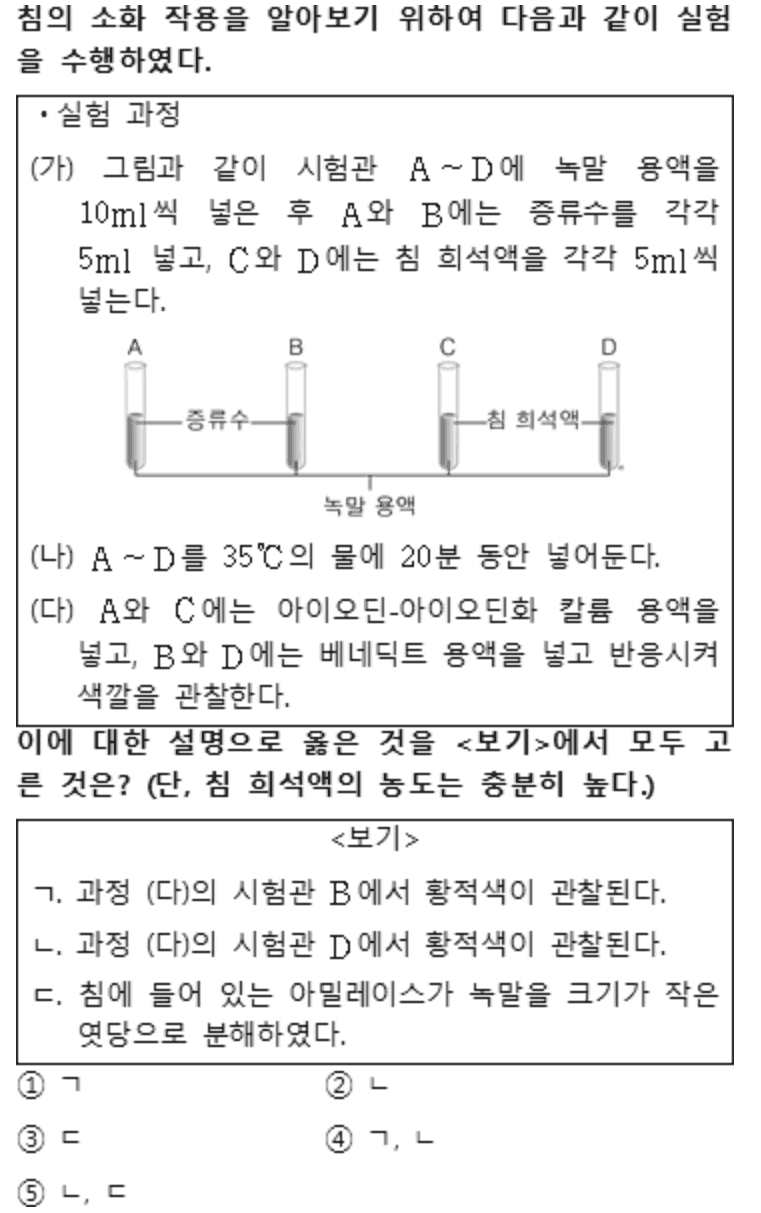 침의 소화 작용을 알아보기 위하여 다음과 같이 실험
을 수행하였다.
・실험 과정
(가) 그림과 같이 시험관 A ~ D에 녹말 용액을
10ml씩 넣은 후 A와 B에는 증류수를 각각
5ml 넣고, C와 D에는 침 희석액을 각각 5ml씩
넣는다.
A B C D
증류수 침 희석액
녹말 용액
(나) A ~ D를 35℃의 물에 20분 동안 넣어둔다.
(다) A와 C에는 아이오딘-아이오딘화 칼륨 용액을
넣고, B와 D에는 베네딕트 용액을 넣고 반응시켜
색깔을 관찰한다.
이에 대한 설명으로 옳은 것을 <보기>에서 모두 고
른 것은? (단, 침 희석액의 농도는 충분히 높다.)
<보기>
ㄱ. 과정 (다)의 시험관 B에서 황적색이 관찰된다.
ㄴ. 과정 (다)의 시험관 D에서 황적색이 관찰된다.
ㄷ. 침에 들어 있는 아밀레이스가 녹말을 크기가 작은
엿당으로 분해하였다.
① ㄱ ② ㄴ
③ ㄷ ④ ㄱ, ㄴ
⑤ ㄴ, ㄷ